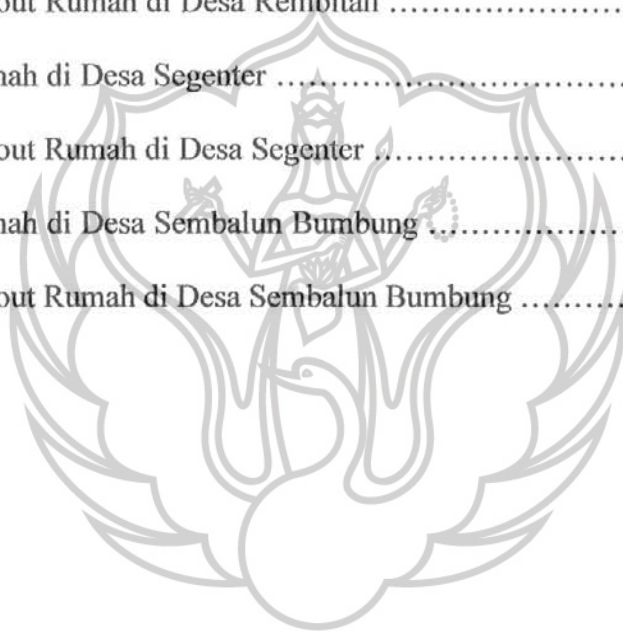 out Rumah di Desa Rembitan ......................
nah di Desa Segenter ..................................
out Rumah di Desa Segenter ........................
nah di Desa Sembalun Bumbung ...................
out Rumah di Desa Sembalun Bumbung ..........